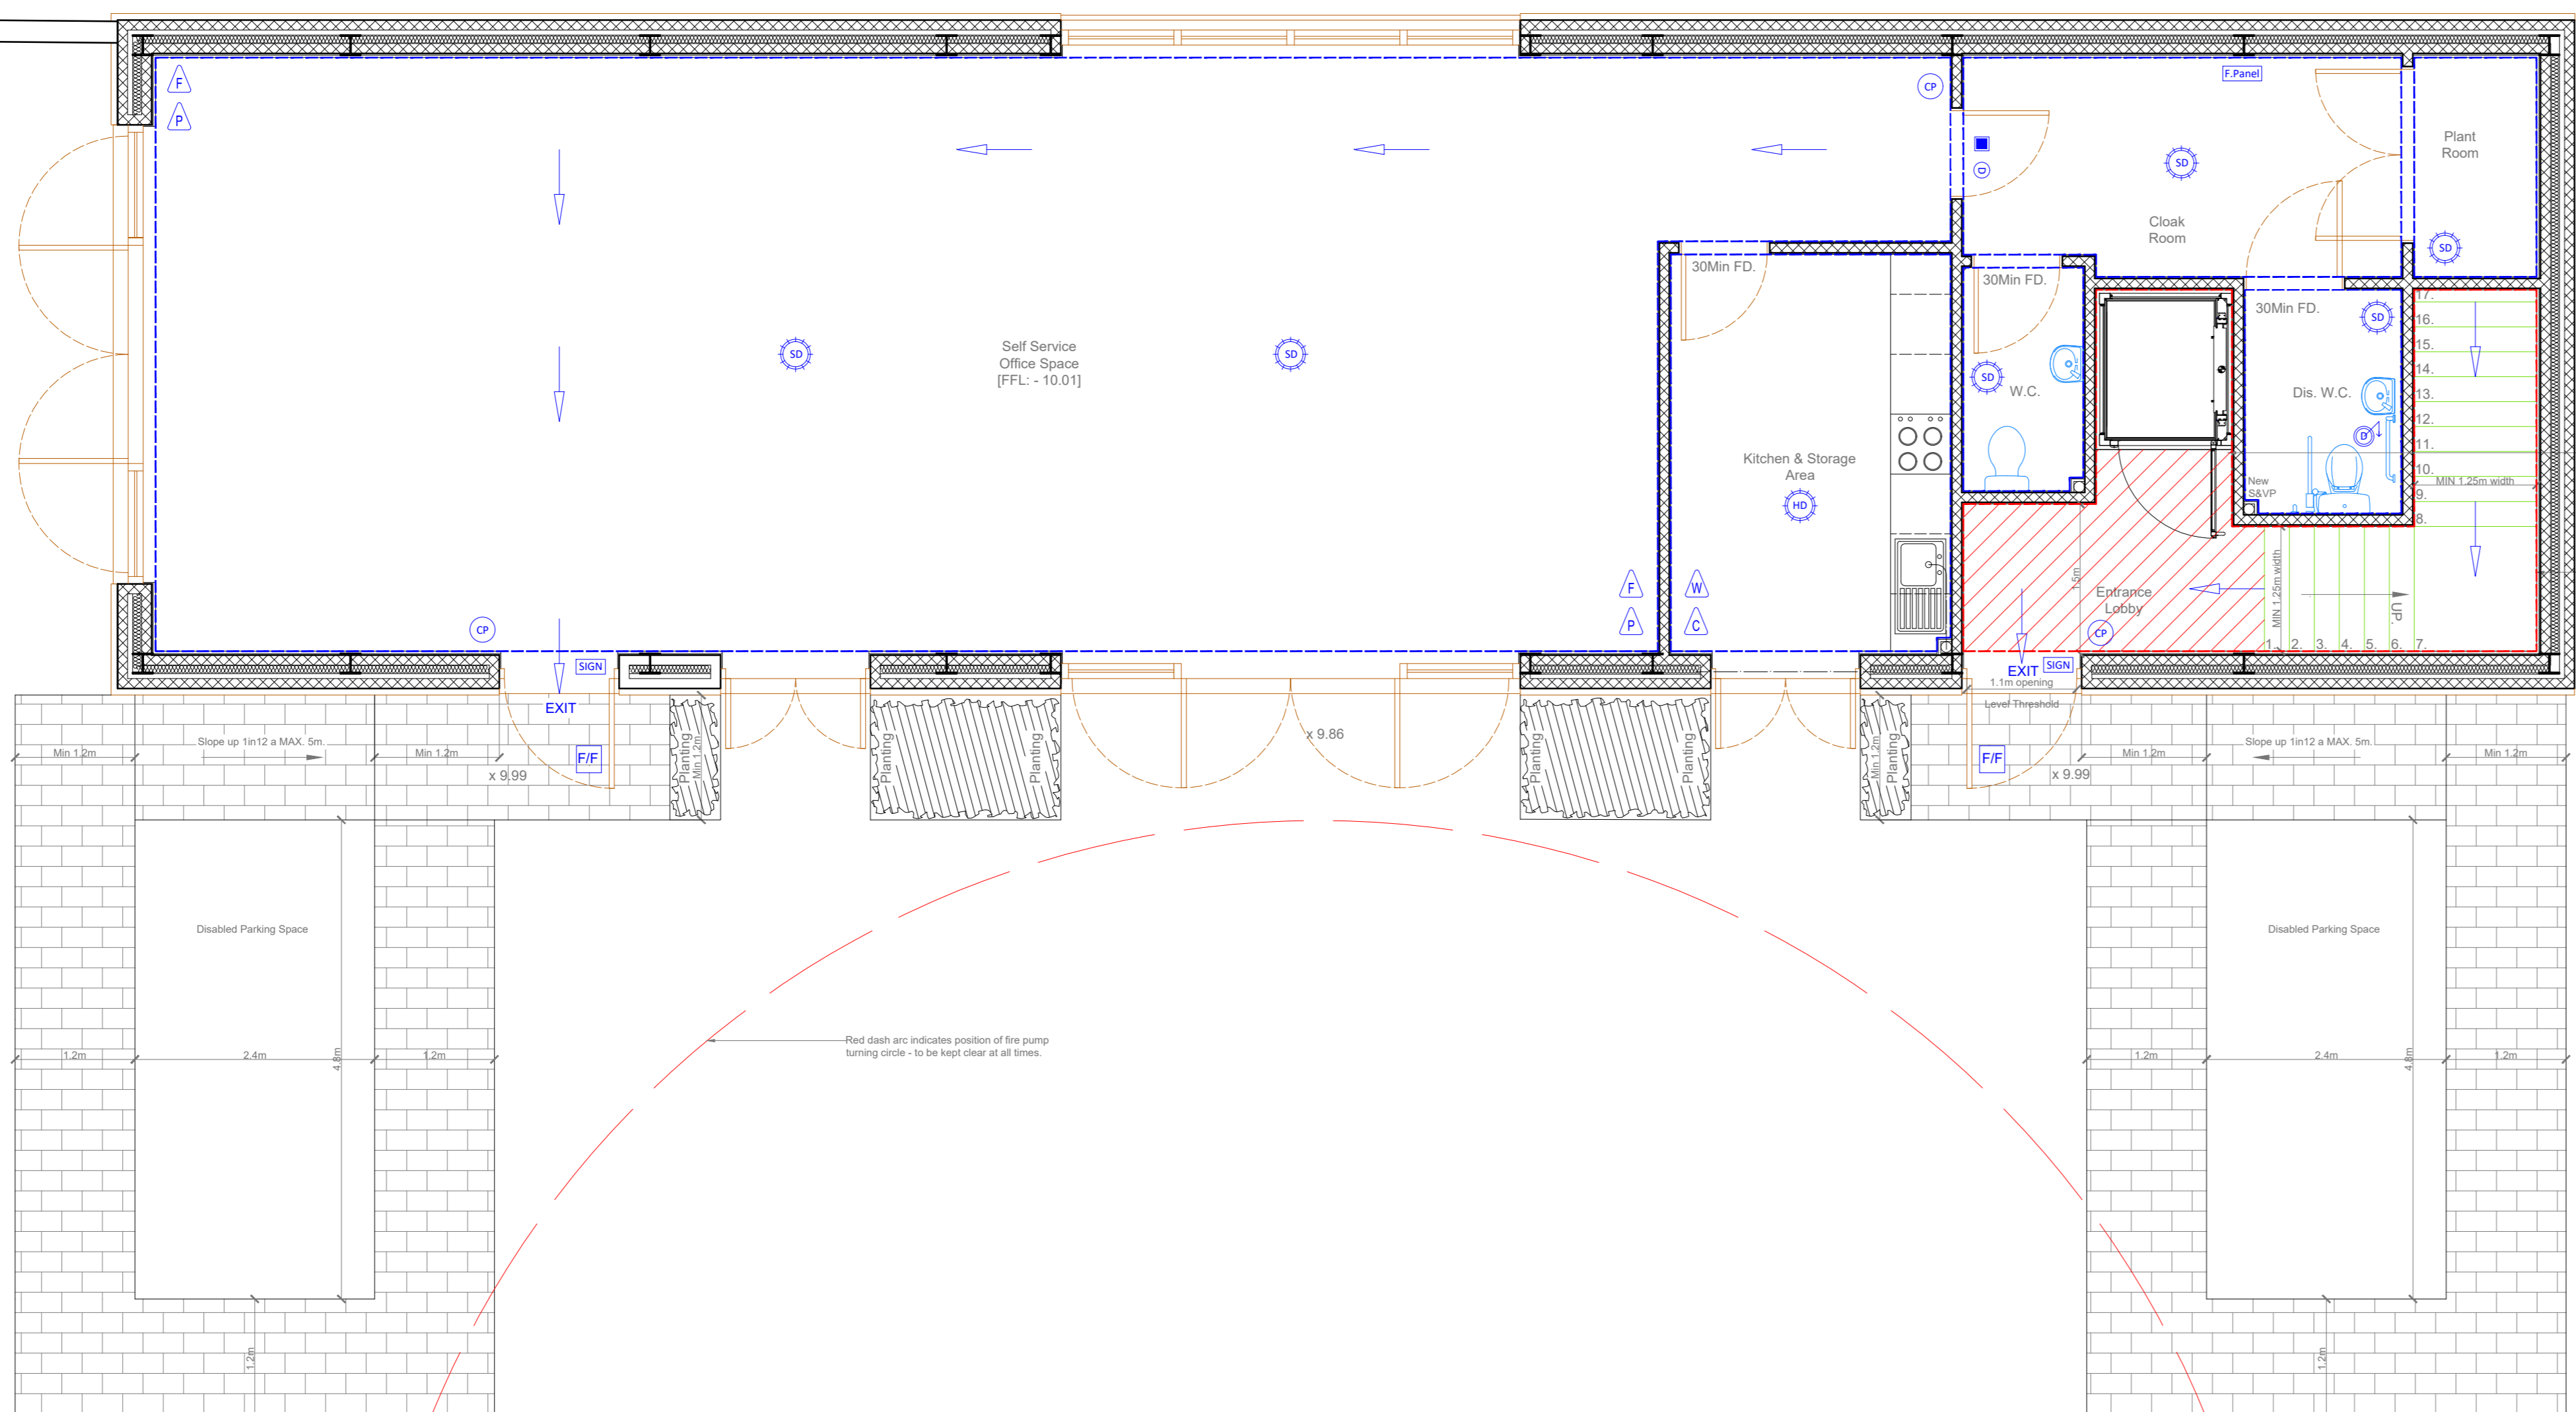 F
P
CP
F.Panel
Plant
Room
D
SD
Cloak
Room
SD
30Min FD.
30Min FD.
30Min FD.
SD
SD
Self Service
Office Space
[FFL: - 10.01]
SD
W.C.
SD
Dis. W.C.
D
17.
16.
15.
14.
13.
12.
11.
10.
9.
8.
MIN 1.25m width
New
S&VP
Kitchen & Storage
Area
HD
F
P
W
C
1.5m
Entrance
Lobby
CP
MIN 1.25m width
UP.
1.
2.
3.
4.
5.
6.
7.
CP
SIGN
EXIT
SIGN
EXIT
1.1m opening
Level Threshold
Min 1.2m
Slope up 1in12 a MAX. 5m.
Min 1.2m
x 9.99
F/F
Planting
Min 1.2m
Planting
Planting
x 9.86
Planting
Planting
Min 1.2m
Planting
F/F
x 9.99
Min 1.2m
Slope up 1in12 a MAX. 5m.
Min 1.2m
Disabled Parking Space
Disabled Parking Space
Red dash arc indicates position of fire pump
turning circle - to be kept clear at all times.
1.2m
2.4m
4.8m
1.2m
1.2m
2.4m
4.8m
1.2m
1.2m
1.2m